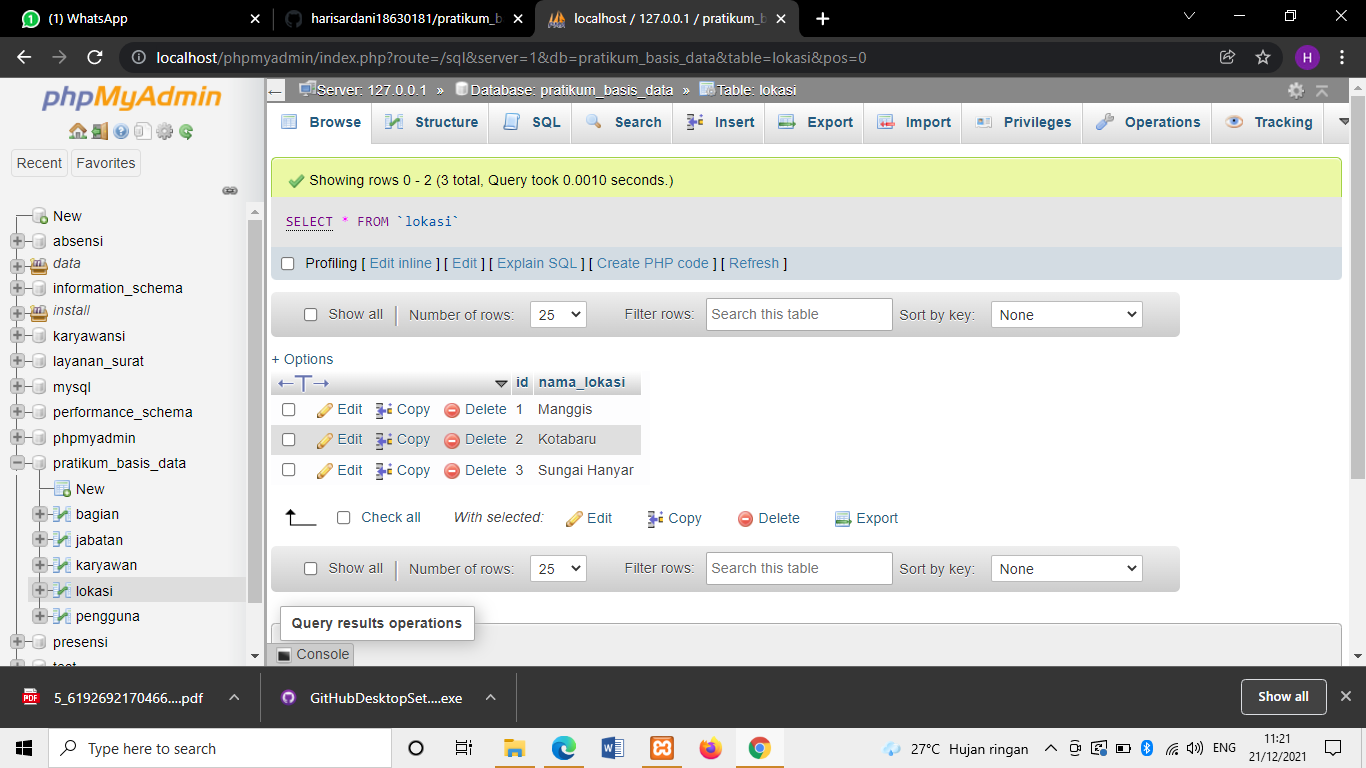 (1) WhatsApp
harisardani18630181/pratikum_b
localhost / 127.0.0.1 / pratikum_b
localhost/phpmyadmin/index.php?route=/sql&server=1&db=pratikum_basis_data&table=lokasi&pos=0
H
phpMyAdmin
Recent
Favorites
New
absensi
data
information_schema
install
karyawansi
layanan_surat
mysql
performance_schema
phpmyadmin
pratikum_basis_data
New
bagian
jabatan
karyawan
lokasi
pengguna
presensi
test
Server: 127.0.0.1 » Database: pratikum_basis_data » Table: lokasi
Browse Structure SQL Search Insert Export Import Privileges Operations Tracking
Showing rows 0 - 2 (3 total, Query took 0.0010 seconds.)
SELECT * FROM `lokasi`
Profiling [ Edit inline ] [ Edit ] [ Explain SQL ] [ Create PHP code ] [ Refresh ]
Show all | Number of rows: 25 Filter rows: Search this table Sort by key: None
+ Options
id nama_lokasi
Edit Copy Delete 1 Manggis
Edit Copy Delete 2 Kotabaru
Edit Copy Delete 3 Sungai Hanyar
Check all With selected: Edit Copy Delete Export
Show all | Number of rows: 25 Filter rows: Search this table Sort by key: None
Query results operations
Console
PDF 5_6192692170466....pdf
GitHubDesktopSet....exe
Show all
Type here to search
27°C Hujan ringan
ENG
11:21
21/12/2021